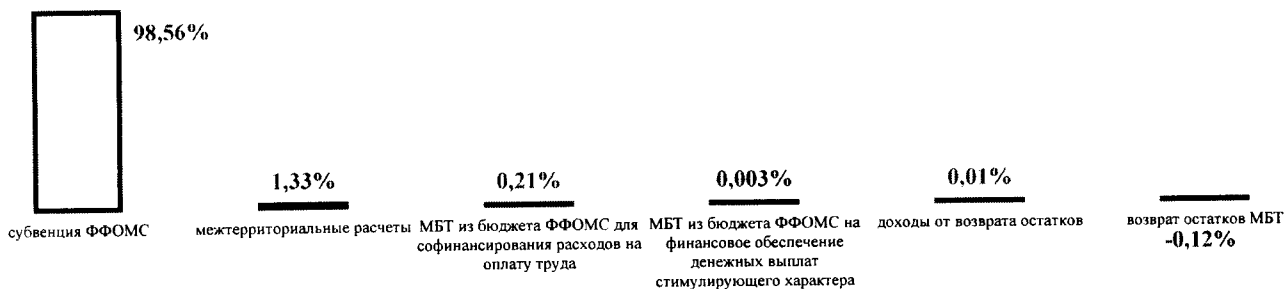 98,56%
субвенция ФФОМС
1,33%
межтерриториальные расчеты
0,21%
МБТ из бюджета ФФОМС для
софинансирования расходов на
оплату труда
0,003%
МБТ из бюджета ФФОМС на
финансовое обеспечение
денежных выплат
стимулирующего характера
0,01%
доходы от возврата остатков
возврат остатков МБТ
-0,12%